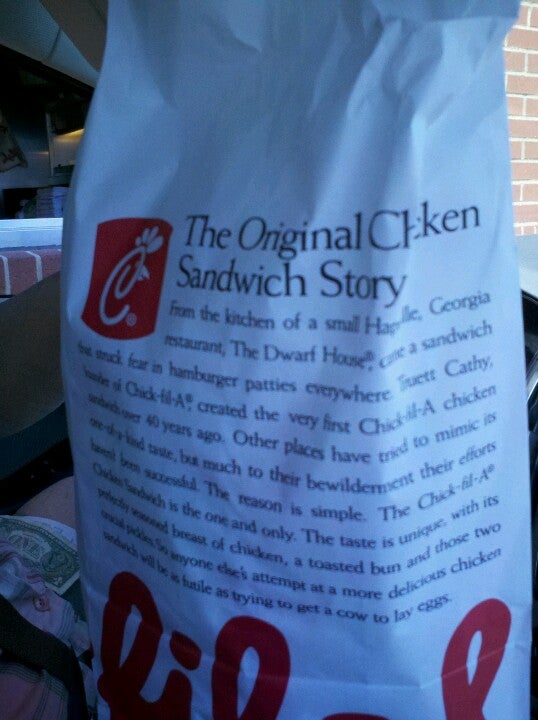 The Original Chicken
Sandwich Story
From the kitchen of a small Hapeville, Georgia
restaurant, The Dwarf House®, came a sandwich
that struck fear in hamburger patties everywhere. Truett Cathy,
founder of Chick-fil-A®, created the very first Chick-fil-A chicken
sandwich over 40 years ago. Other places have tried to mimic its
one-of-a-kind taste, but much to their bewilderment their efforts
haven't been successful. The reason is simple. The Chick-fil-A®
Chicken Sandwich is the one and only. The taste is unique, with its
perfectly seasoned breast of chicken, a toasted bun and those two
crucial pickles. So anyone else's attempt at a more delicious chicken
sandwich will be as futile as trying to get a cow to lay eggs.
fil-A